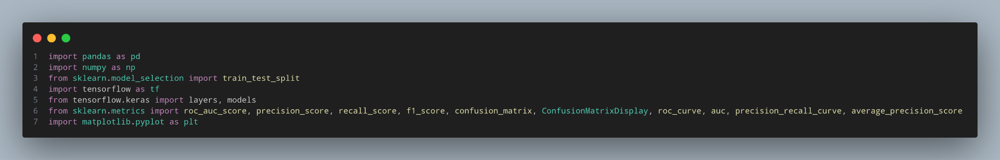 1 import pandas as pd
2 import numpy as np
3 from sklearn.model_selection import train_test_split
4 import tensorflow as tf
5 from tensorflow.keras import layers, models
6 from sklearn.metrics import roc_auc_score, precision_score, recall_score, f1_score, confusion_matrix, ConfusionMatrixDisplay, roc_curve, auc, precision_recall_curve, average_precision_score
7 import matplotlib.pyplot as plt